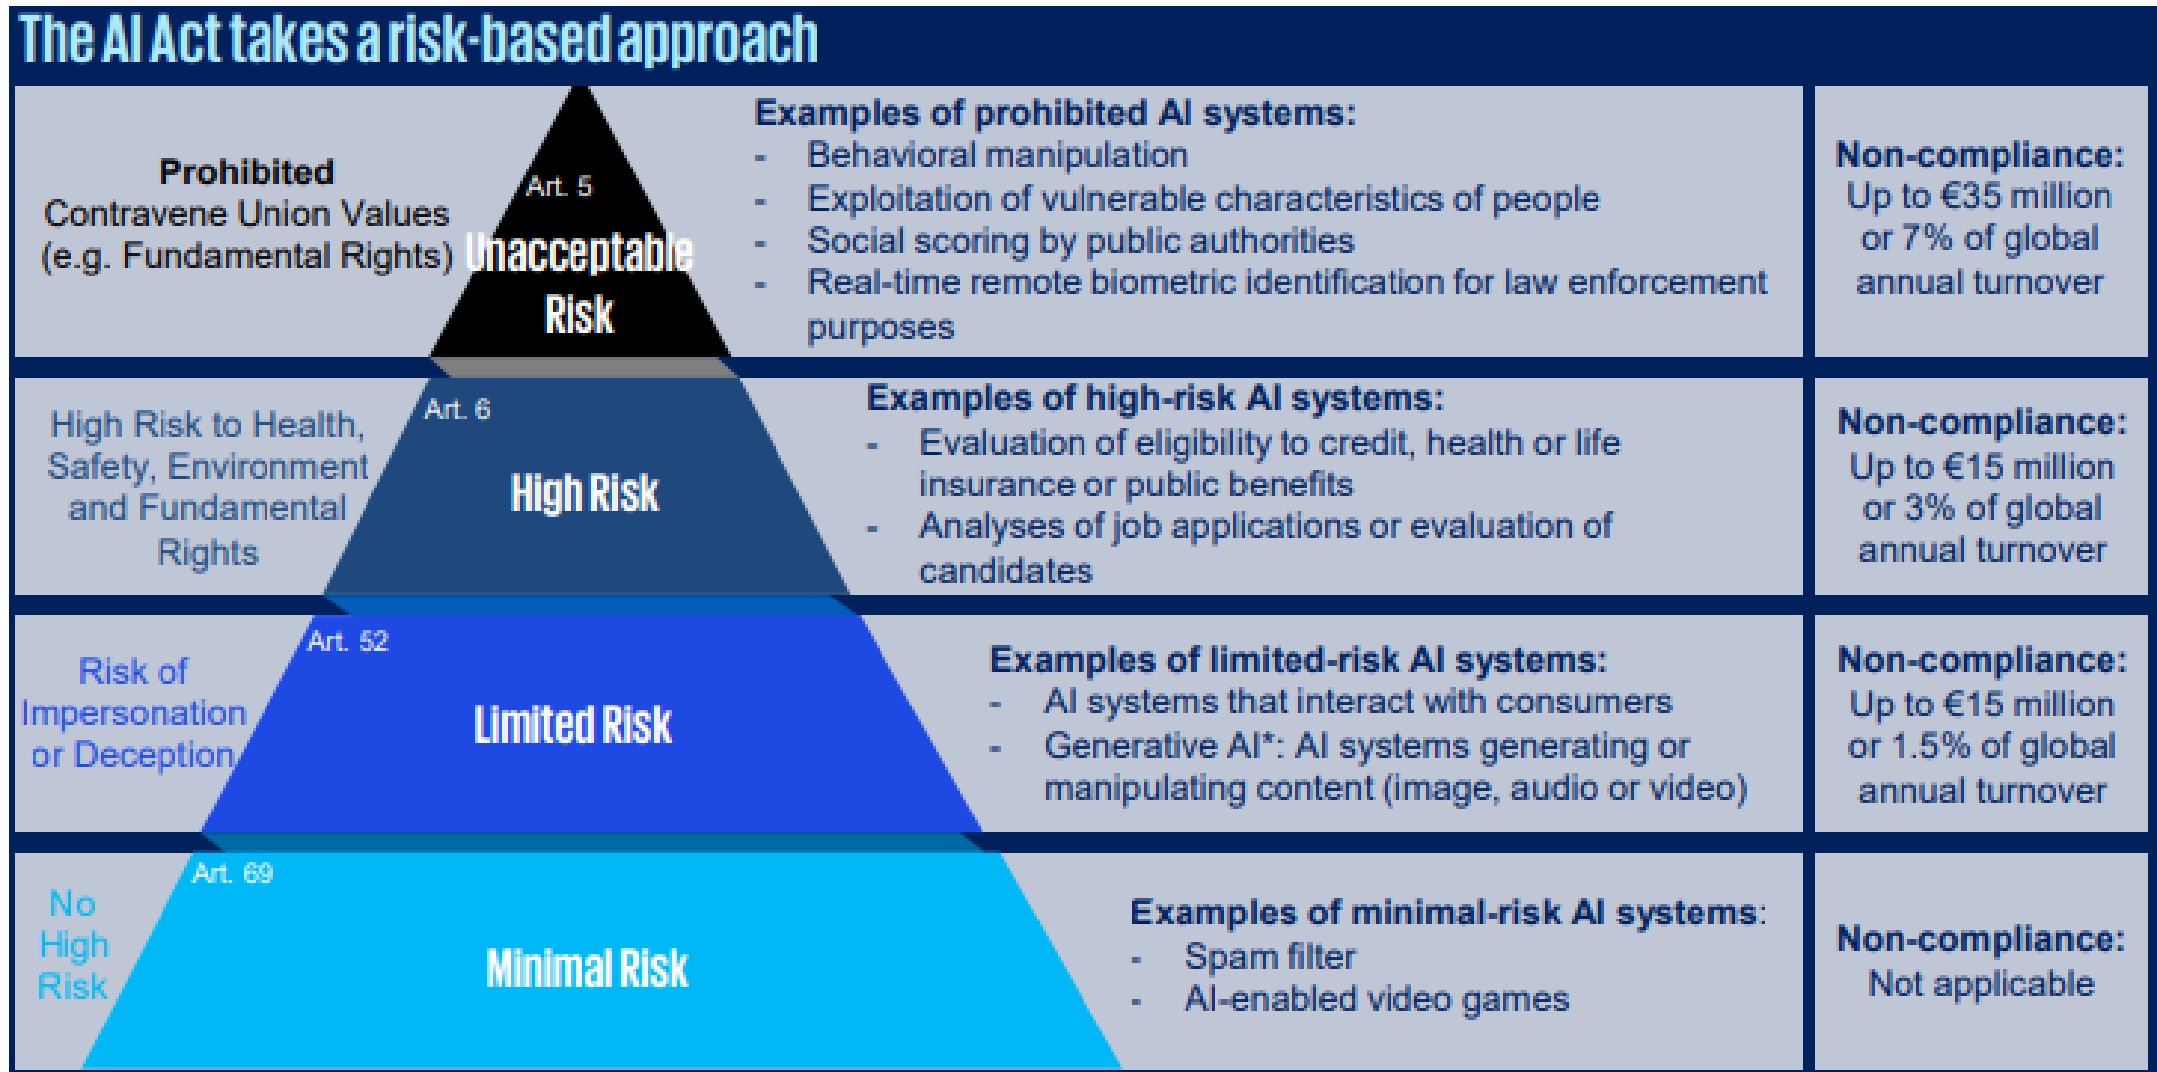 The AI Act takes a risk-based approach
Prohibited
Contravene Union Values
(e.g. Fundamental Rights)
Art. 5
Unacceptable
Risk
Examples of prohibited AI systems:
- Behavioral manipulation
- Exploitation of vulnerable characteristics of people
- Social scoring by public authorities
- Real-time remote biometric identification for law enforcement
purposes
Non-compliance:
Up to €35 million
or 7% of global
annual turnover
High Risk to Health,
Safety, Environment
and Fundamental
Rights
Art. 6
High Risk
Examples of high-risk AI systems:
- Evaluation of eligibility to credit, health or life
insurance or public benefits
- Analyses of job applications or evaluation of
candidates
Non-compliance:
Up to €15 million
or 3% of global
annual turnover
Risk of
Impersonation
or Deception
Art. 52
Limited Risk
Examples of limited-risk AI systems:
- AI systems that interact with consumers
- Generative AI*: AI systems generating or
manipulating content (image, audio or video)
Non-compliance:
Up to €15 million
or 1.5% of global
annual turnover
No
High
Risk
Art. 69
Minimal Risk
Examples of minimal-risk AI systems:
- Spam filter
- AI-enabled video games
Non-compliance:
Not applicable